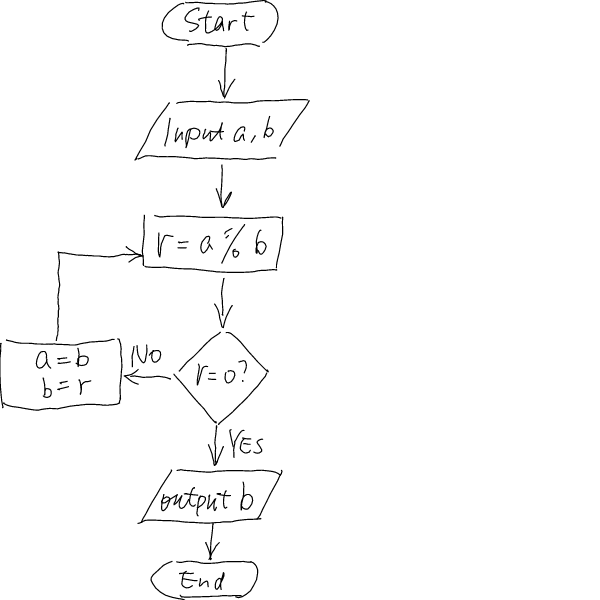 Start
Input a, b
r = a % b
r=0?
NO
a = b
b = r
YES
output b
End